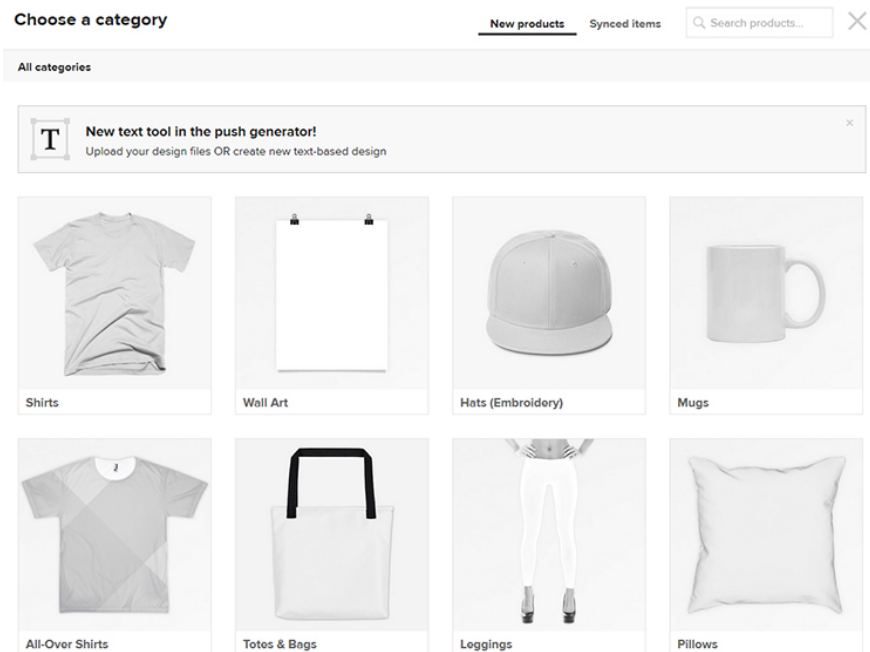 Choose a category
New products
Synced items
Search products...
All categories
T
New text tool in the push generator!
Upload your design files OR create new text-based design
Shirts
Wall Art
Hats (Embroidery)
Mugs
All-Over Shirts
Totes & Bags
Leggings
Pillows